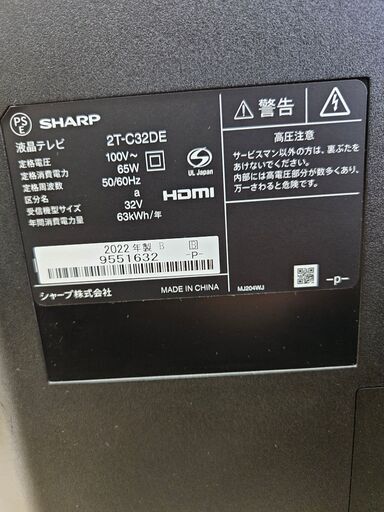 PS
E
SHARP
2T-C32DE
液晶テレビ
定格電圧 100V~
定格消費電力 65W
定格周波数 50/60Hz
区分名 a
受信機型サイズ 32V
年間消費電力量 63kWh/年
S
UL Japan
HDMI
2022年製 B
9551632
B
-P-
シャープ株式会社
MADE IN CHINA
警告
高圧注意
サービスマン以外の方は、裏ぶたを
あけないでください。
内部には高電圧部分が数多くあり、
万一さわると危険です。
MJ204WJ
-P-